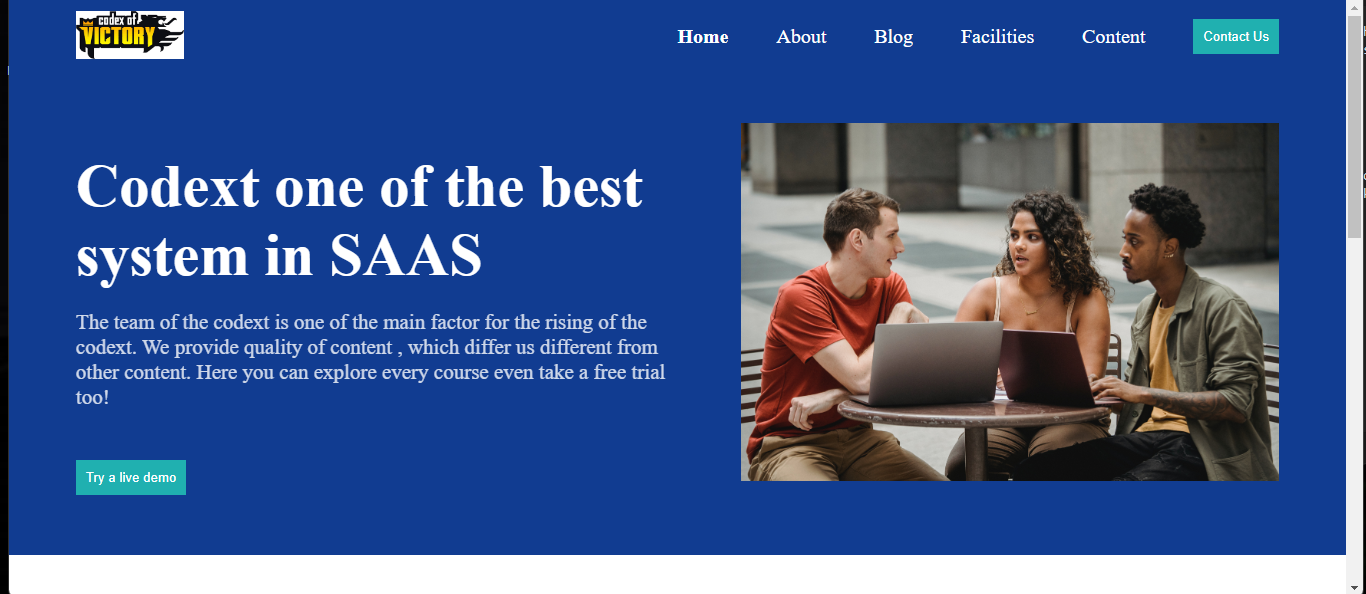 codex of
VICTORY
Home About Blog Facilities Content Contact Us
Codext one of the best
system in SAAS
The team of the codext is one of the main factor for the rising of the
codext. We provide quality of content , which differ us different from
other content. Here you can explore every course even take a free trial
too!
Try a live demo